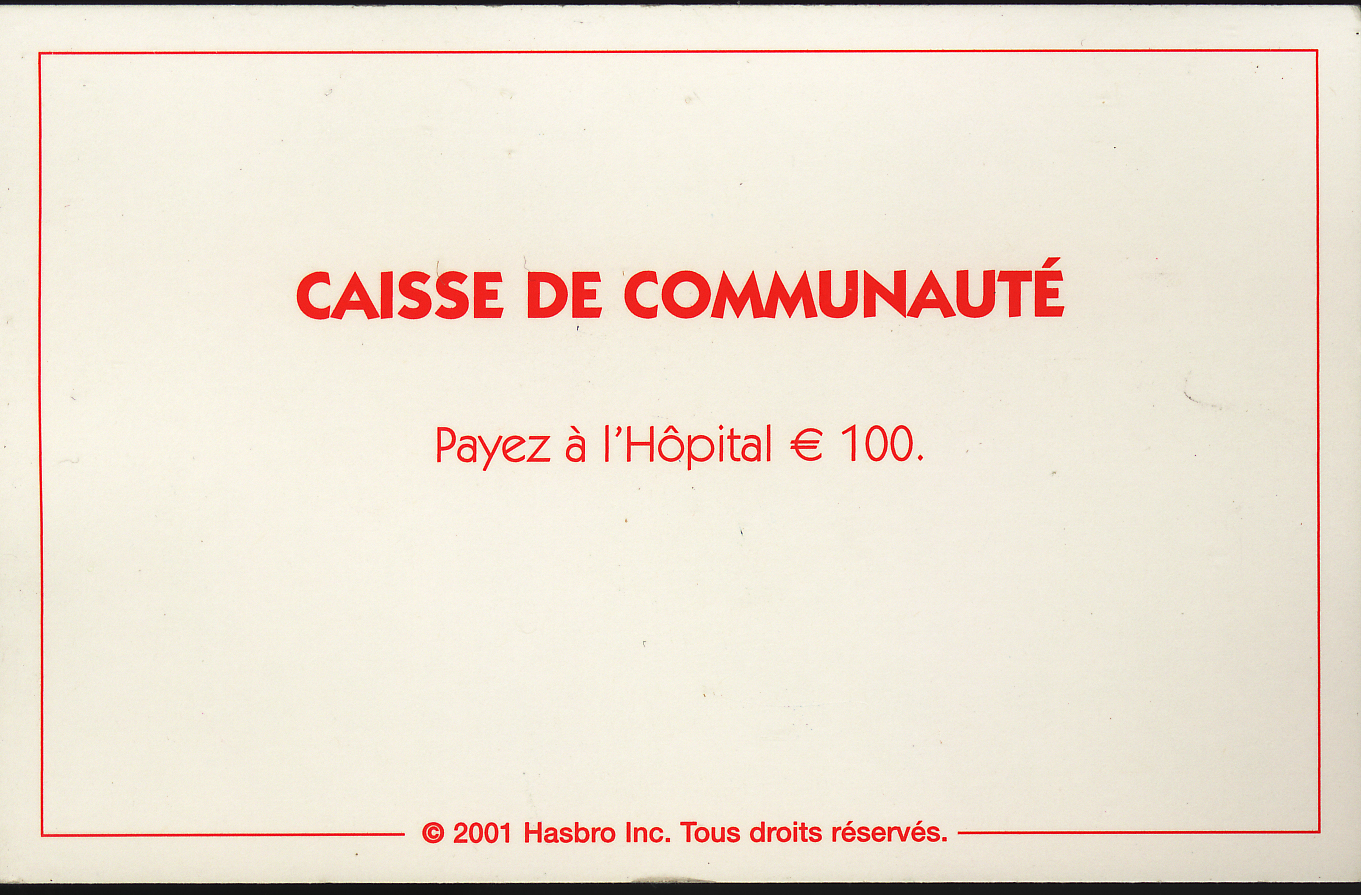 CAISSE DE COMMUNAUTÉ
Payez à l'Hôpital € 100.
© 2001 Hasbro Inc. Tous droits réservés.